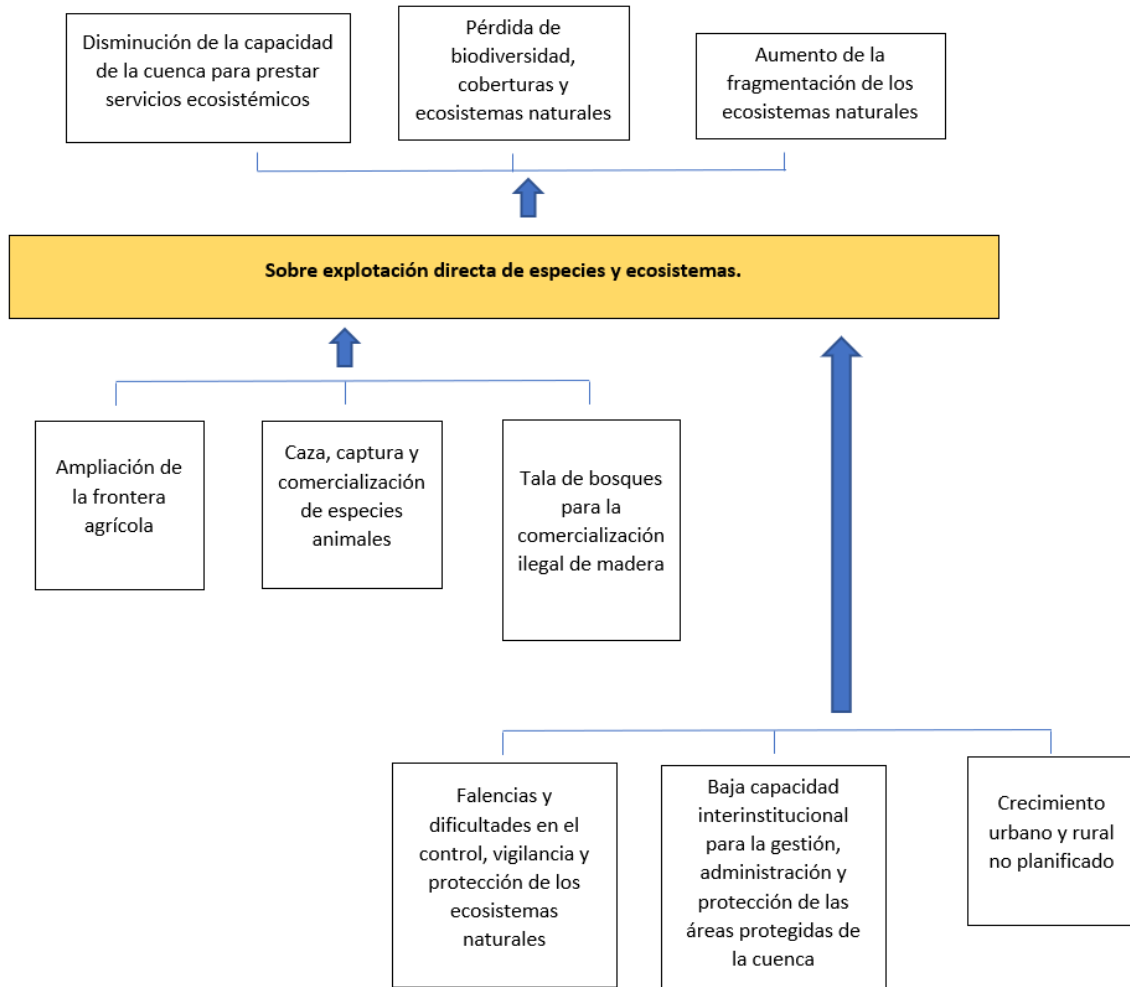 Disminución de la capacidad
de la cuenca para prestar
servicios ecosistémicos
Pérdida de
biodiversidad,
coberturas y
ecosistemas naturales
Aumento de la
fragmentación de los
ecosistemas naturales
Sobre explotación directa de especies y ecosistemas.
Ampliación de
la frontera
agrícola
Caza, captura y
comercialización
de especies
animales
Tala de bosques
para la
comercialización
ilegal de madera
Falencias y
dificultades en el
control, vigilancia y
protección de los
ecosistemas
naturales
Baja capacidad
interinstitucional
para la gestión,
administración y
protección de las
áreas protegidas de
la cuenca
Crecimiento
urbano y rural
no planificado